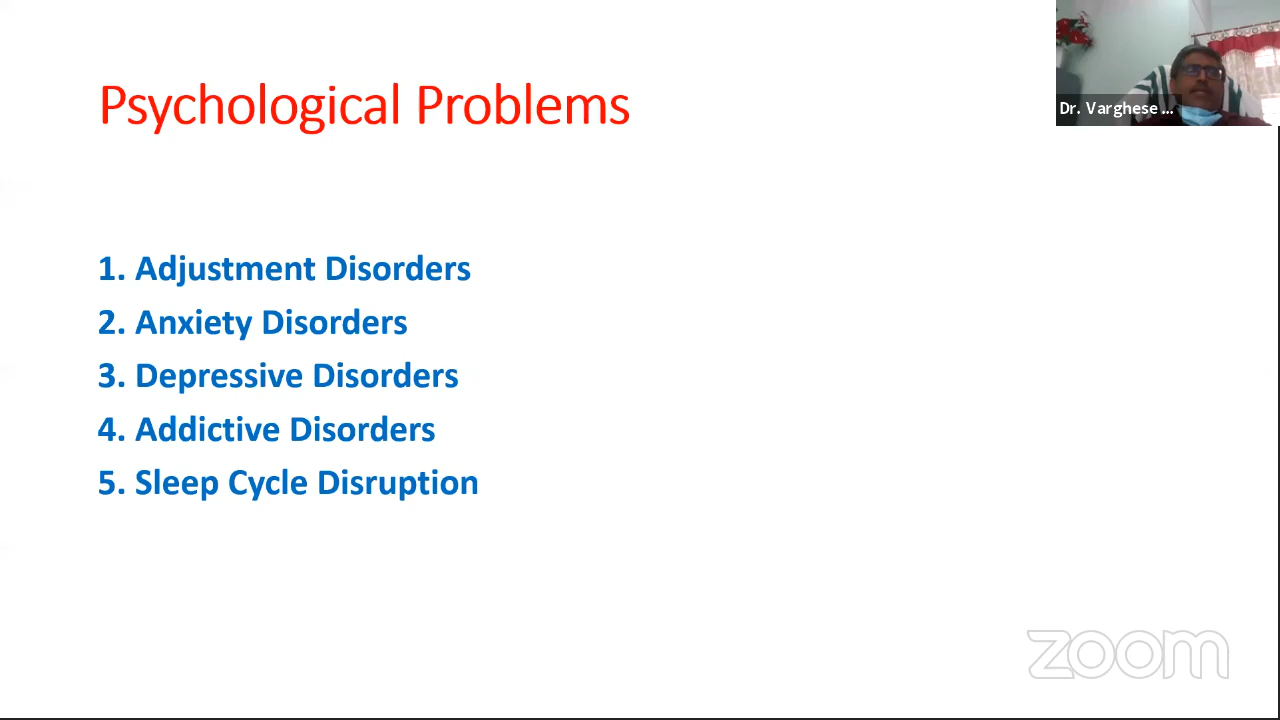 Psychological Problems
Dr. Varghese ...
1. Adjustment Disorders
2. Anxiety Disorders
3. Depressive Disorders
4. Addictive Disorders
5. Sleep Cycle Disruption
zoom